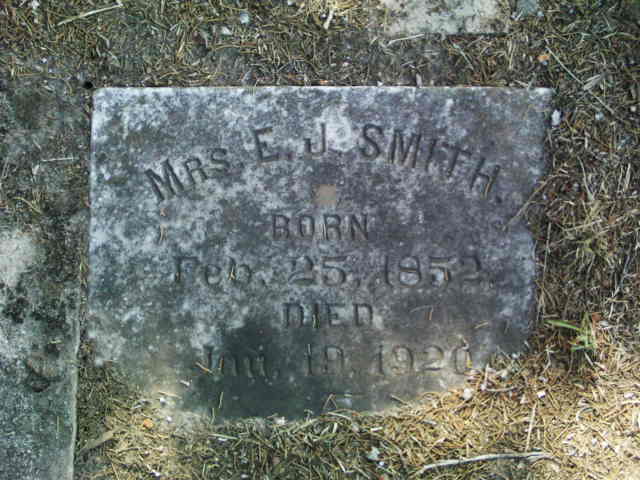 MRS. E. J. SMITH.
BORN
Feb. 25, 1852.
DIED
Jan. 19, 1920